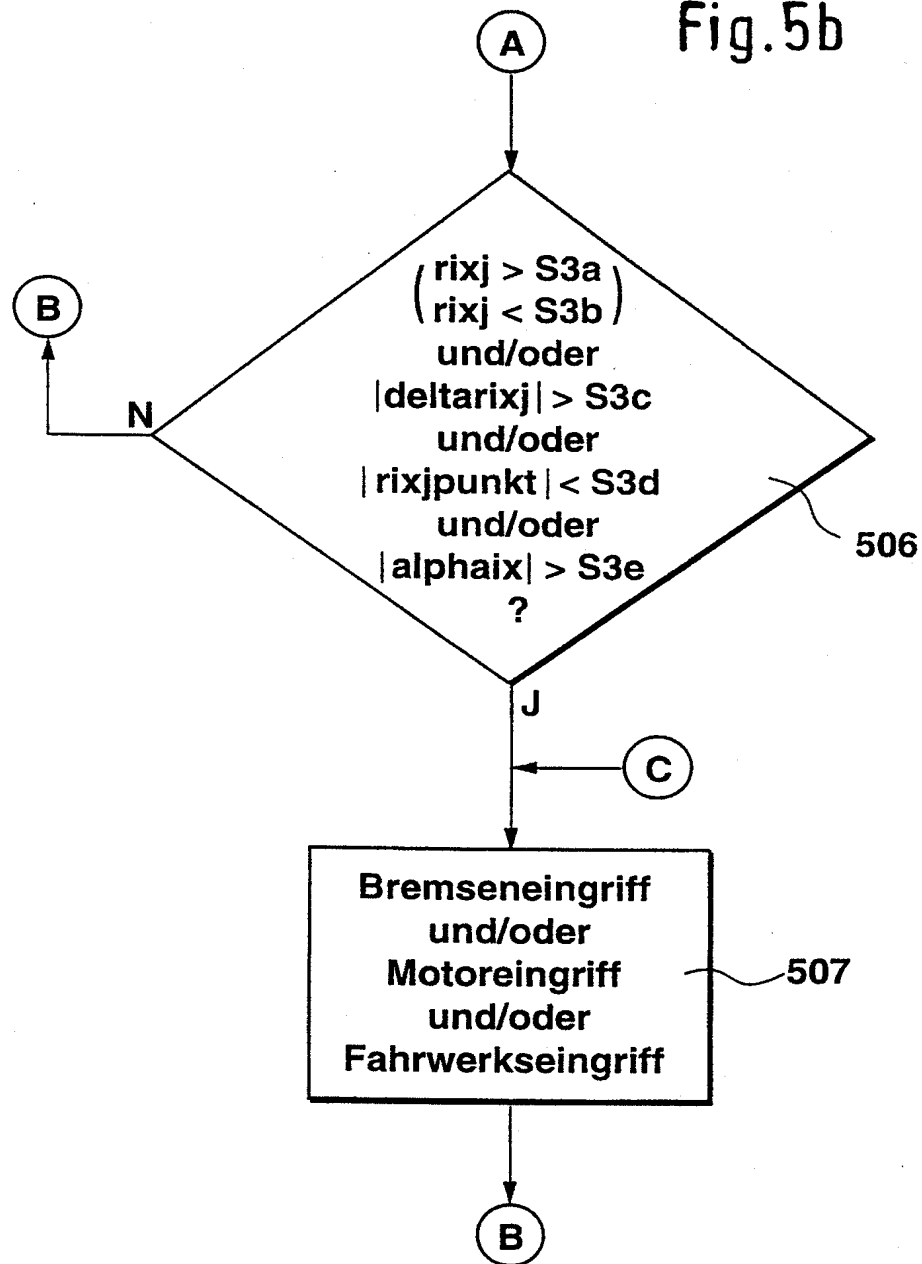 Fig.5b
A
B
N
( rixj > S3a )
( rixj < S3b )
und/oder
|deltarixj| > S3c
und/oder
|rixjpunkt| < S3d
und/oder
|alphaix| > S3e
?
506
J
C
Bremseneingriff
und/oder
Motoreingriff
und/oder
Fahrwerkseingriff
507
B